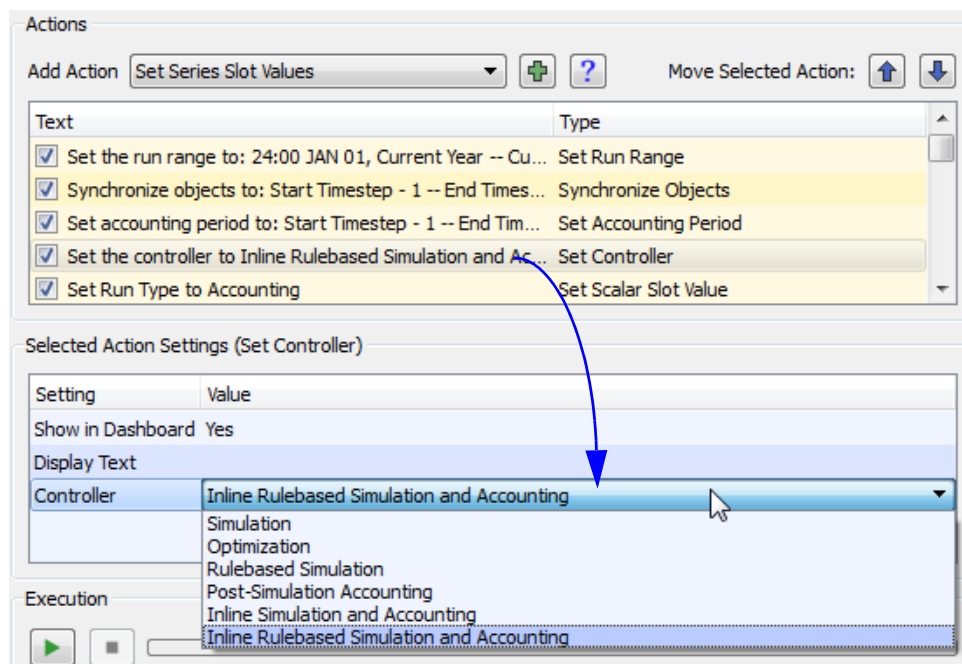 Actions
Add Action Set Series Slot Values ? Move Selected Action:
Text Type
Set the run range to: 24:00 JAN 01, Current Year -- Cu... Set Run Range
Synchronize objects to: Start Timestep - 1 -- End Times... Synchronize Objects
Set accounting period to: Start Timestep - 1 -- End Tim... Set Accounting Period
Set the controller to Inline Rulebased Simulation and Ac... Set Controller
Set Run Type to Accounting Set Scalar Slot Value
Selected Action Settings (Set Controller)
Setting Value
Show in Dashboard Yes
Display Text
Controller Inline Rulebased Simulation and Accounting
Simulation
Optimization
Rulebased Simulation
Post-Simulation Accounting
Inline Simulation and Accounting
Inline Rulebased Simulation and Accounting
Execution